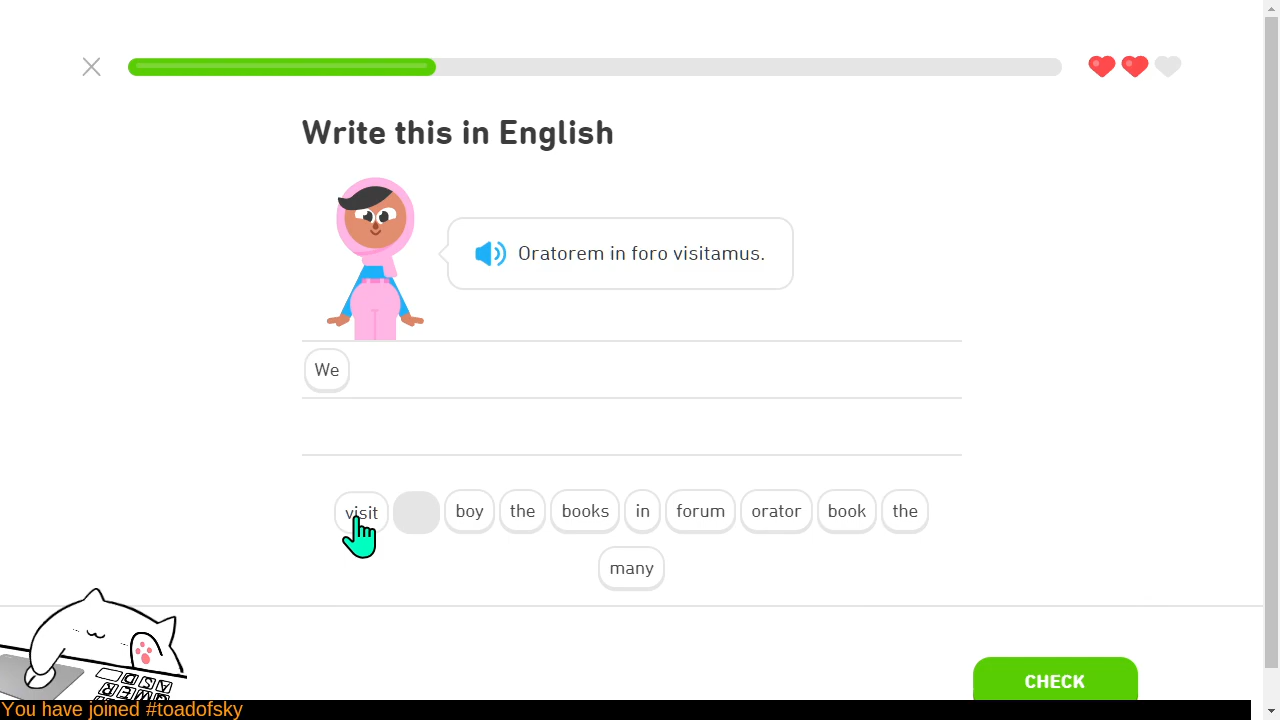 Write this in English
Oratorem in foro visitamus.
We
visit boy the books in forum orator book the
many
CHECK
You have joined #toadofsky